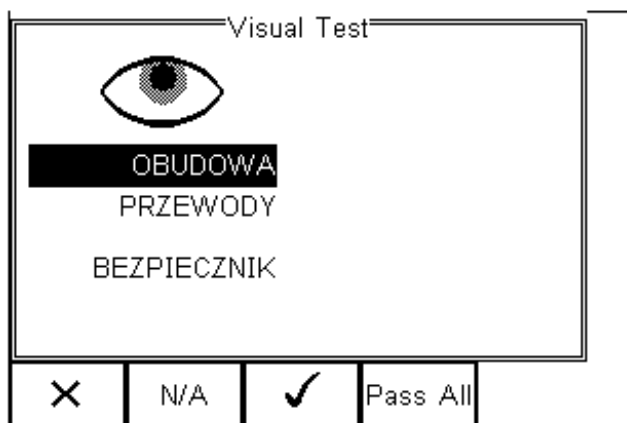 Visual Test
OBUDOWA
PRZEWODY
BEZPIECZNIK
N/A
Pass All